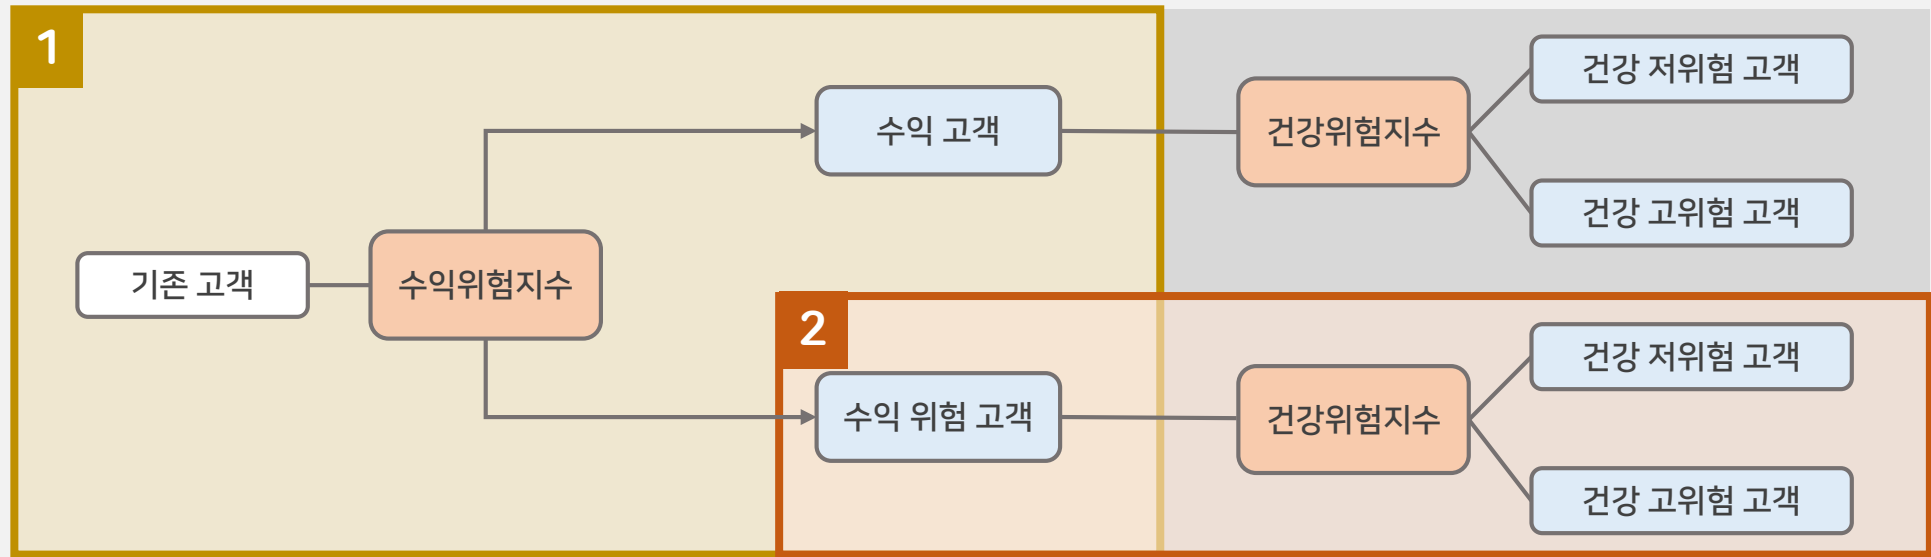 1
기존 고객
수익위험지수
수익 고객
건강위험지수
건강 저위험 고객
건강 고위험 고객
2
수익 위험 고객
건강위험지수
건강 저위험 고객
건강 고위험 고객